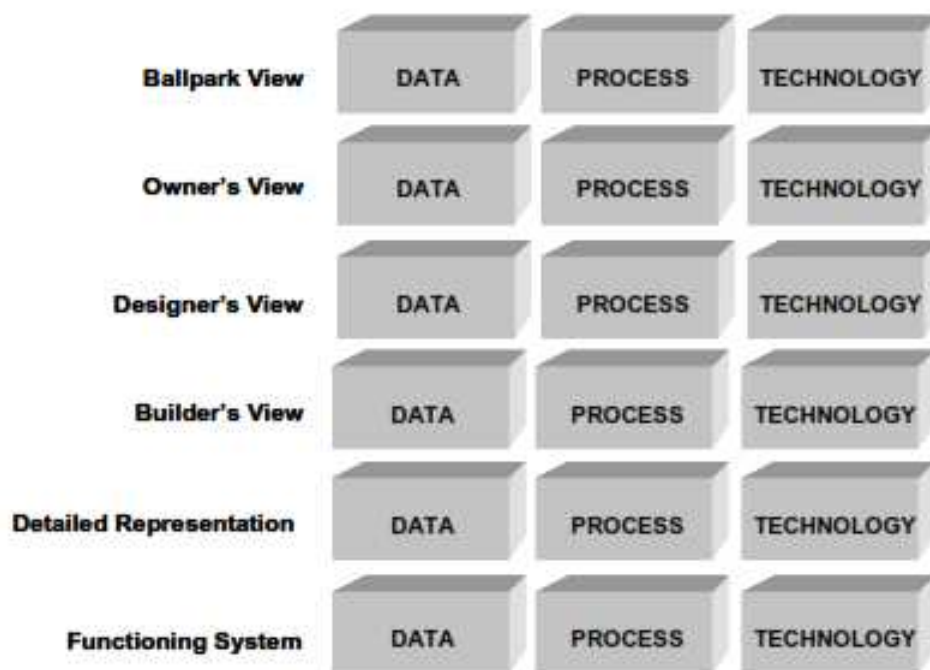 Ballpark View DATA PROCESS TECHNOLOGY
Owner's View DATA PROCESS TECHNOLOGY
Designer's View DATA PROCESS TECHNOLOGY
Builder's View DATA PROCESS TECHNOLOGY
Detailed Representation DATA PROCESS TECHNOLOGY
Functioning System DATA PROCESS TECHNOLOGY